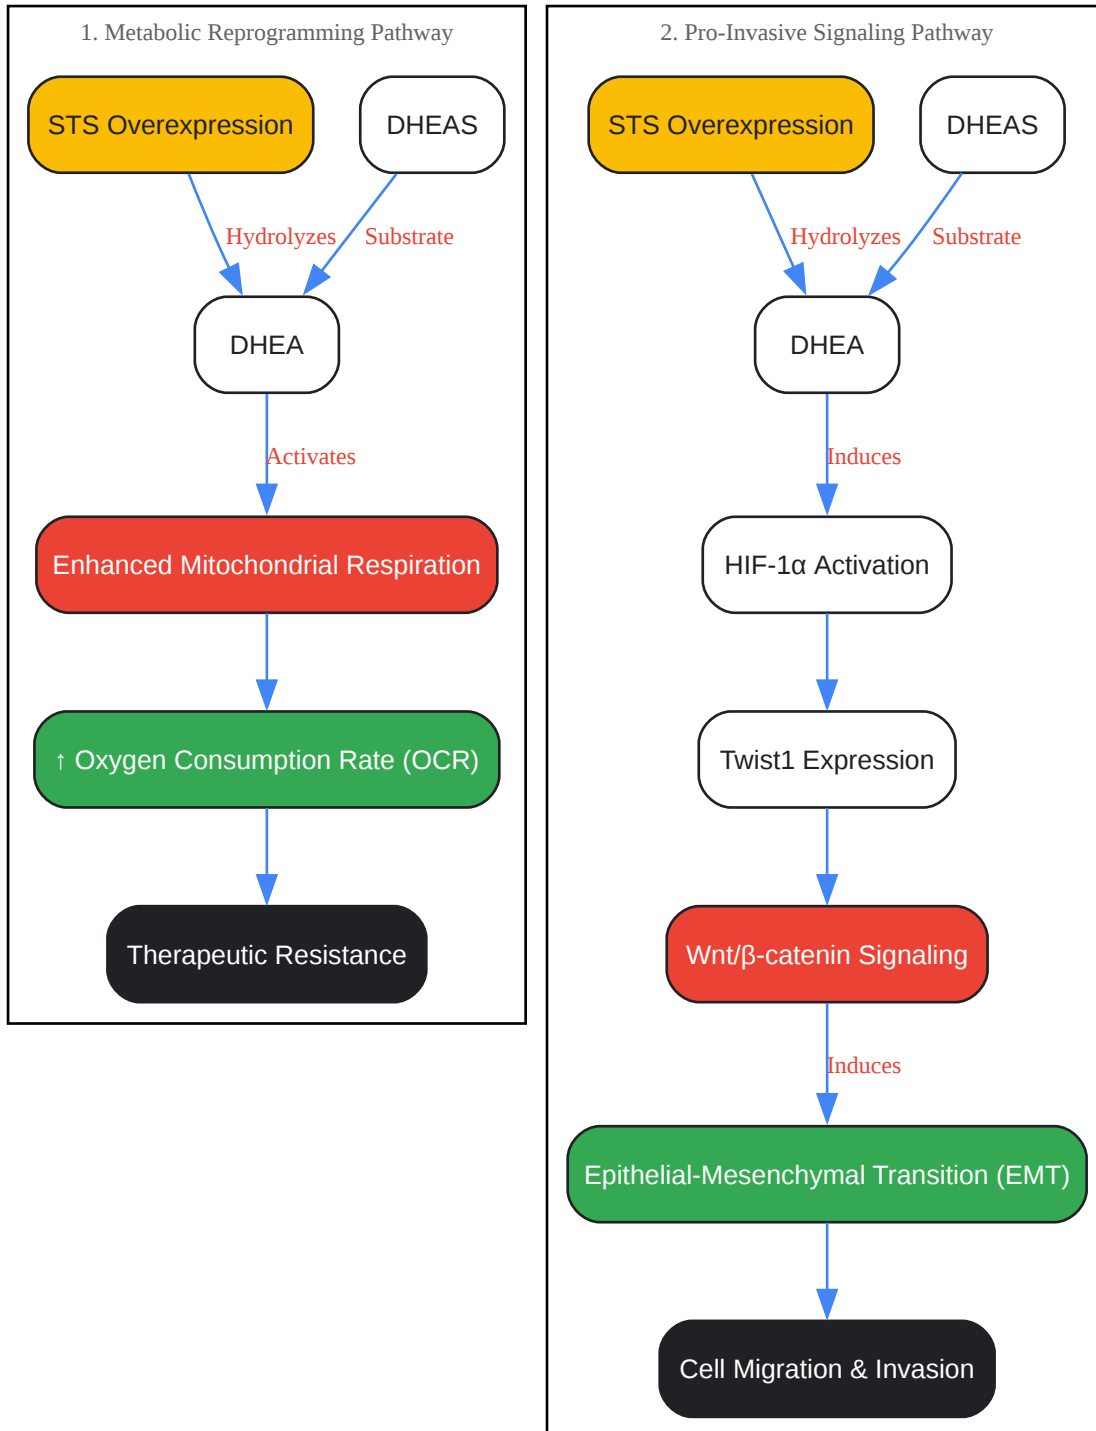 1. Metabolic Reprogramming Pathway
STS Overexpression
DHEAS
Hydrolyzes
Substrate
DHEA
Activates
Enhanced Mitochondrial Respiration
↑ Oxygen Consumption Rate (OCR)
Therapeutic Resistance
2. Pro-Invasive Signaling Pathway
STS Overexpression
DHEAS
Hydrolyzes
Substrate
DHEA
Induces
HIF-1α Activation
Twist1 Expression
Wnt/β-catenin Signaling
Induces
Epithelial-Mesenchymal Transition (EMT)
Cell Migration & Invasion